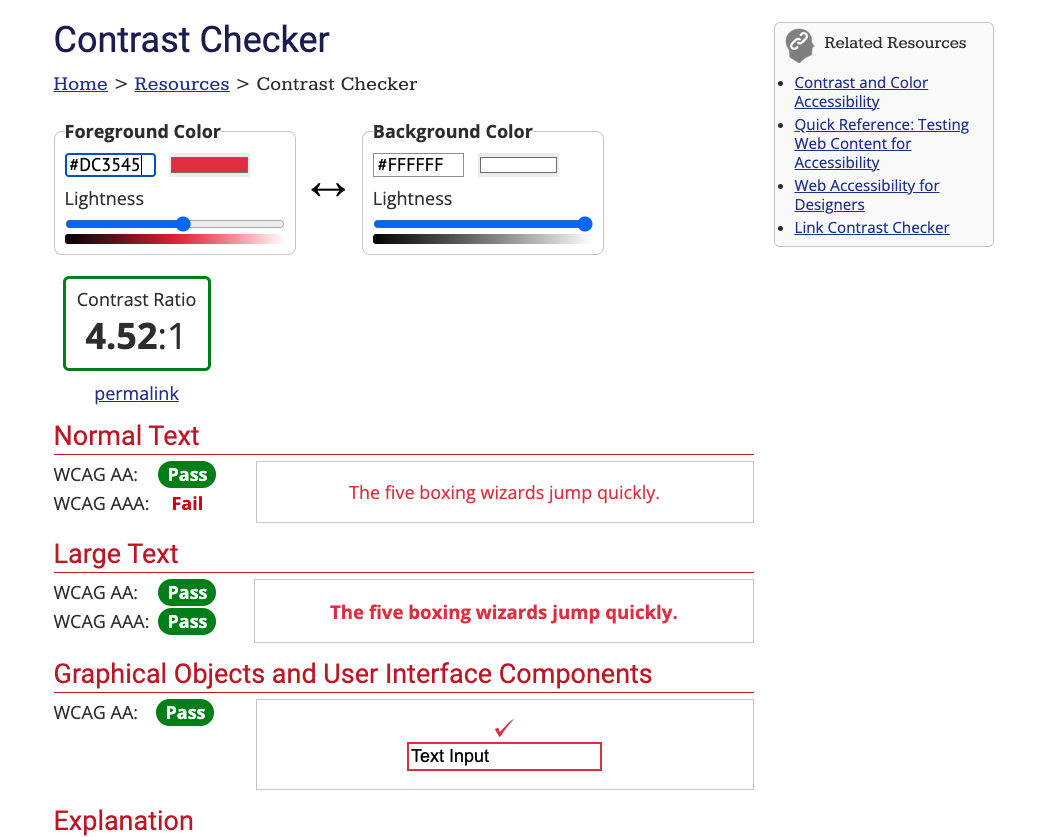 Contrast Checker
Home > Resources > Contrast Checker
Foreground Color
#DC3545
Lightness
Background Color
#FFFFFF
Lightness
Contrast Ratio
4.52:1
permalink
Normal Text
WCAG AA: Pass
WCAG AAA: Fail
The five boxing wizards jump quickly.
Large Text
WCAG AA: Pass
WCAG AAA: Pass
The five boxing wizards jump quickly.
Graphical Objects and User Interface Components
WCAG AA: Pass
✓
Text Input
Explanation
Related Resources
Contrast and Color
Accessibility
Quick Reference: Testing
Web Content for
Accessibility
Web Accessibility for
Designers
Link Contrast Checker